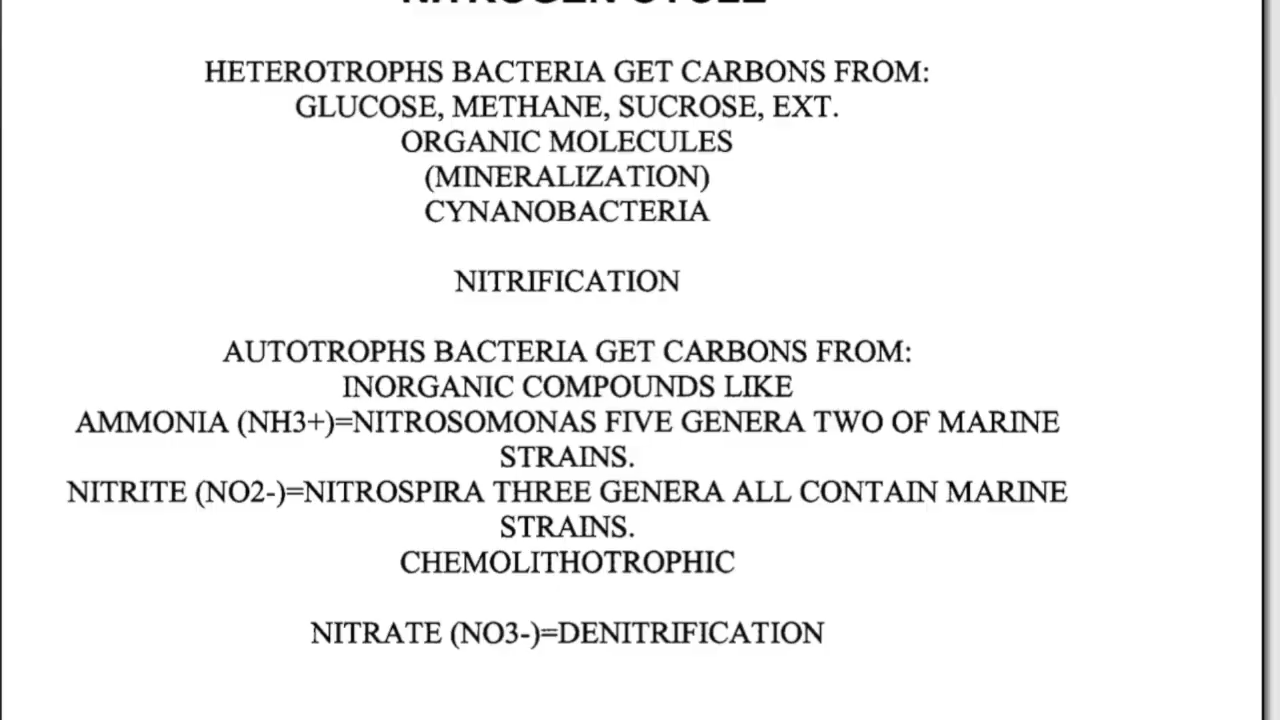 NITROGEN CYCLE
HETEROTROPHS BACTERIA GET CARBONS FROM:
GLUCOSE, METHANE, SUCROSE, EXT.
ORGANIC MOLECULES
(MINERALIZATION)
CYNANOBACTERIA
NITRIFICATION
AUTOTROPHS BACTERIA GET CARBONS FROM:
INORGANIC COMPOUNDS LIKE
AMMONIA (NH3+)=NITROSOMONAS FIVE GENERA TWO OF MARINE
STRAINS.
NITRITE (NO2-)=NITROSPIRA THREE GENERA ALL CONTAIN MARINE
STRAINS.
CHEMOLITHOTROPHIC
NITRATE (NO3-)=DENITRIFICATION